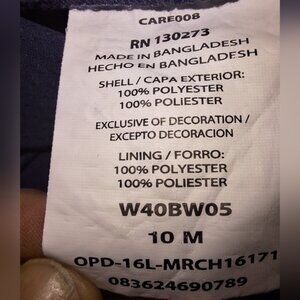 CARE008
RN 130273
MADE IN BANGLADESH
HECHO EN BANGLADESH
SHELL / CAPA EXTERIOR:
100% POLYESTER
100% POLIESTER
EXCLUSIVE OF DECORATION /
EXCEPTO DECORACION
LINING / FORRO:
100% POLYESTER
100% POLIESTER
W40BW05
10 M
OPD-16L-MRCH16171
083624690789